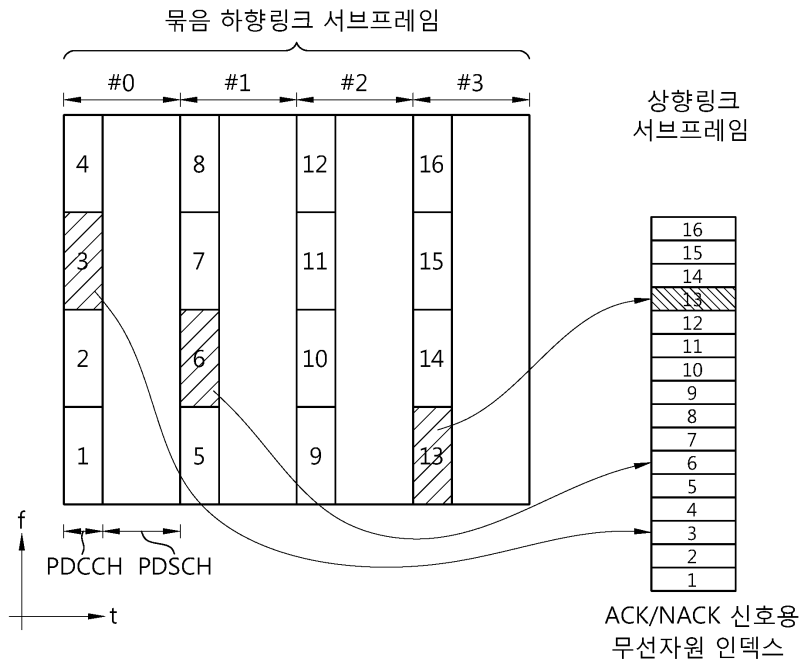 묶음 하향링크 서브프레임
#0 #1 #2 #3
상향링크
서브프레임
4 8 12 16
3 7 11 15
2 6 10 14
1 5 9 13
16
15
14
13
12
11
10
9
8
7
6
5
4
3
2
1
f
PDCCH PDSCH
t
ACK/NACK 신호용
무선자원 인덱스